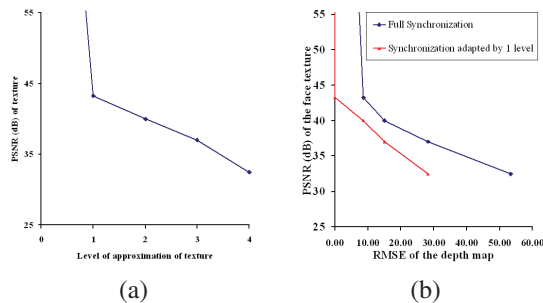 55
45
35
25
0
1
2
3
4
PSNR (dB) of texture
Level of approximation of texture
(a)
55
50
45
40
35
30
25
0.00 10.00 20.00 30.00 40.00 50.00 60.00
PSNR (dB) of the face texture
RMSE of the depth map
Full Synchronization
Synchronization adapted by 1 level
(b)